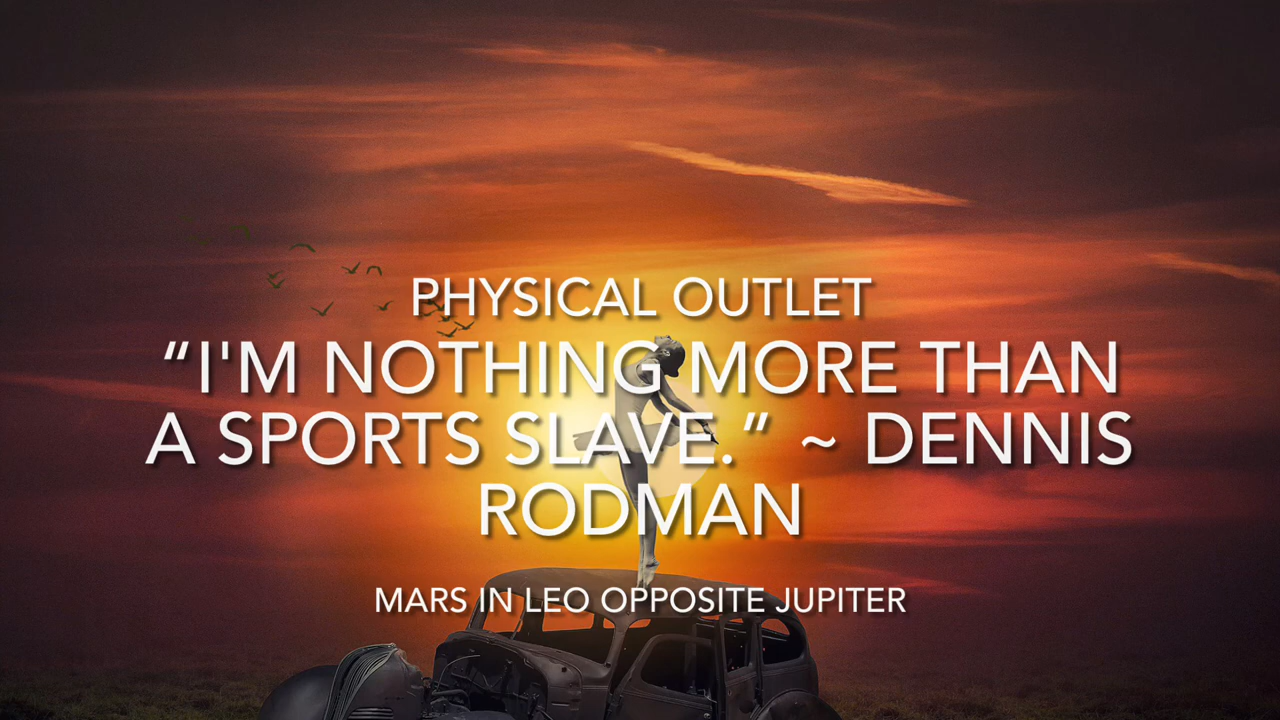 PHYSICAL OUTLET
“I'M NOTHING MORE THAN
A SPORTS SLAVE.” ~ DENNIS
RODMAN
MARS IN LEO OPPOSITE JUPITER